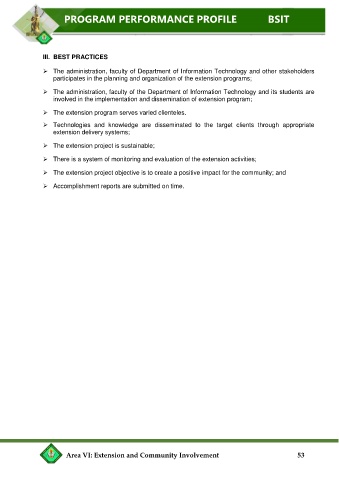 PROGRAM PERFORMANCE PROFILE BSIT
III. BEST PRACTICES
➢ The administration, faculty of Department of Information Technology and other stakeholders
participates in the planning and organization of the extension programs;
➢ The administration, faculty of the Department of Information Technology and its students are
involved in the implementation and dissemination of extension program;
➢ The extension program serves varied clienteles.
➢ Technologies and knowledge are disseminated to the target clients through appropriate
extension delivery systems;
➢ The extension project is sustainable;
➢ There is a system of monitoring and evaluation of the extension activities;
➢ The extension project objective is to create a positive impact for the community; and
➢ Accomplishment reports are submitted on time.
Area VI: Extension and Community Involvement 53